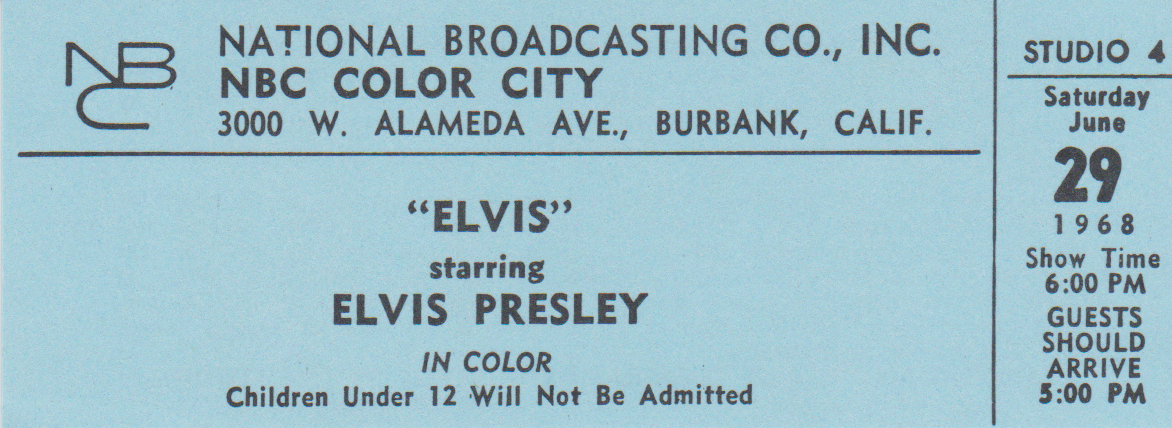 NBC
NATIONAL BROADCASTING CO., INC.
NBC COLOR CITY
3000 W. ALAMEDA AVE., BURBANK, CALIF.
"ELVIS"
starring
ELVIS PRESLEY
IN COLOR
Children Under 12 Will Not Be Admitted
STUDIO 4
Saturday
June
29
1968
Show Time
6:00 PM
GUESTS
SHOULD
ARRIVE
5:00 PM